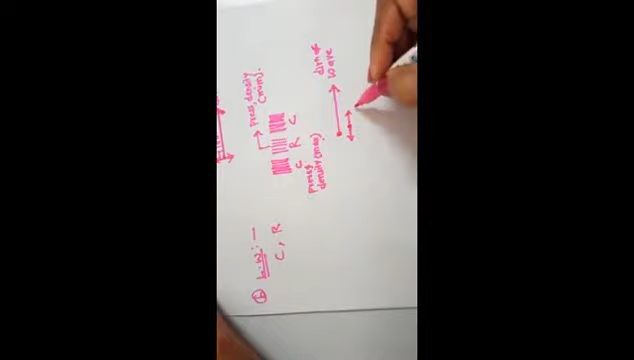 (b) L.W. :—
C, R
C R C
press, density
(min).
press
density(max)
dirn of
wave